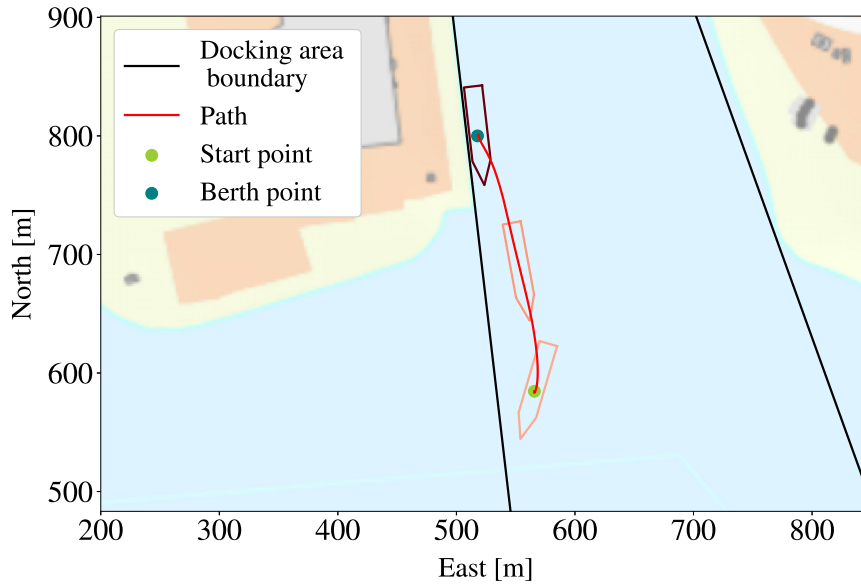 900
800
700
600
500
North [m]
Docking area
boundary
Path
Start point
Berth point
200
300
400
500
600
700
800
East [m]